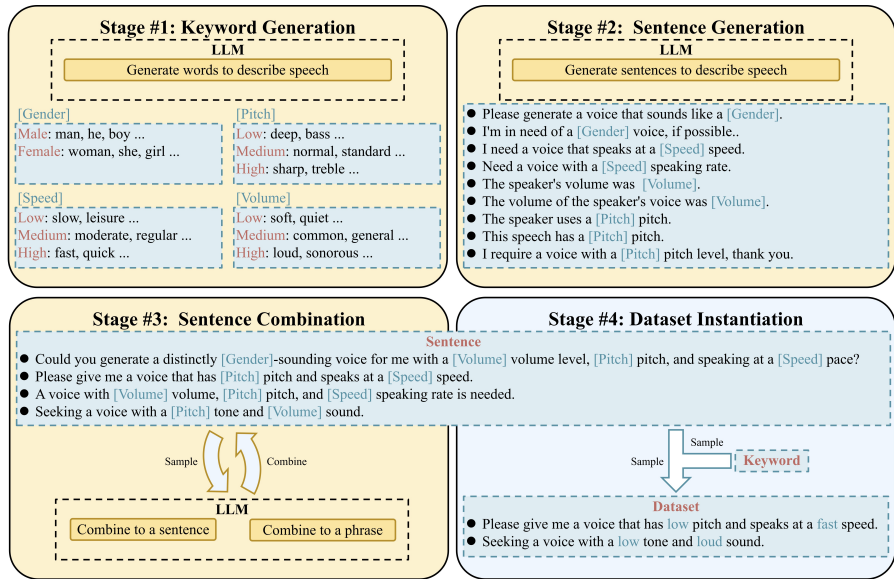 Stage #1: Keyword Generation
LLM
Generate words to describe speech
[Gender]
Male: man, he, boy ...
Female: woman, she, girl ...
[Pitch]
Low: deep, bass ...
Medium: normal, standard ...
High: sharp, treble ...
[Speed]
Low: slow, leisure ...
Medium: moderate, regular ...
High: fast, quick ...
[Volume]
Low: soft, quiet ...
Medium: common, general ...
High: loud, sonorous ...
Stage #2: Sentence Generation
LLM
Generate sentences to describe speech
● Please generate a voice that sounds like a [Gender].
● I'm in need of a [Gender] voice, if possible..
● I need a voice that speaks at a [Speed] speed.
● Need a voice with a [Speed] speaking rate.
● The speaker's volume was [Volume].
● The volume of the speaker's voice was [Volume].
● The speaker uses a [Pitch] pitch.
● This speech has a [Pitch] pitch.
● I require a voice with a [Pitch] pitch level, thank you.
Stage #3: Sentence Combination
Stage #4: Dataset Instantiation
Sentence
● Could you generate a distinctly [Gender]-sounding voice for me with a [Volume] volume level, [Pitch] pitch, and speaking at a [Speed] pace?
● Please give me a voice that has [Pitch] pitch and speaks at a [Speed] speed.
● A voice with [Volume] volume, [Pitch] pitch, and [Speed] speaking rate is needed.
● Seeking a voice with a [Pitch] tone and [Volume] sound.
Sample
Combine
LLM
Combine to a sentence
Combine to a phrase
Sample
Sample
Keyword
Dataset
● Please give me a voice that has low pitch and speaks at a fast speed.
● Seeking a voice with a low tone and loud sound.